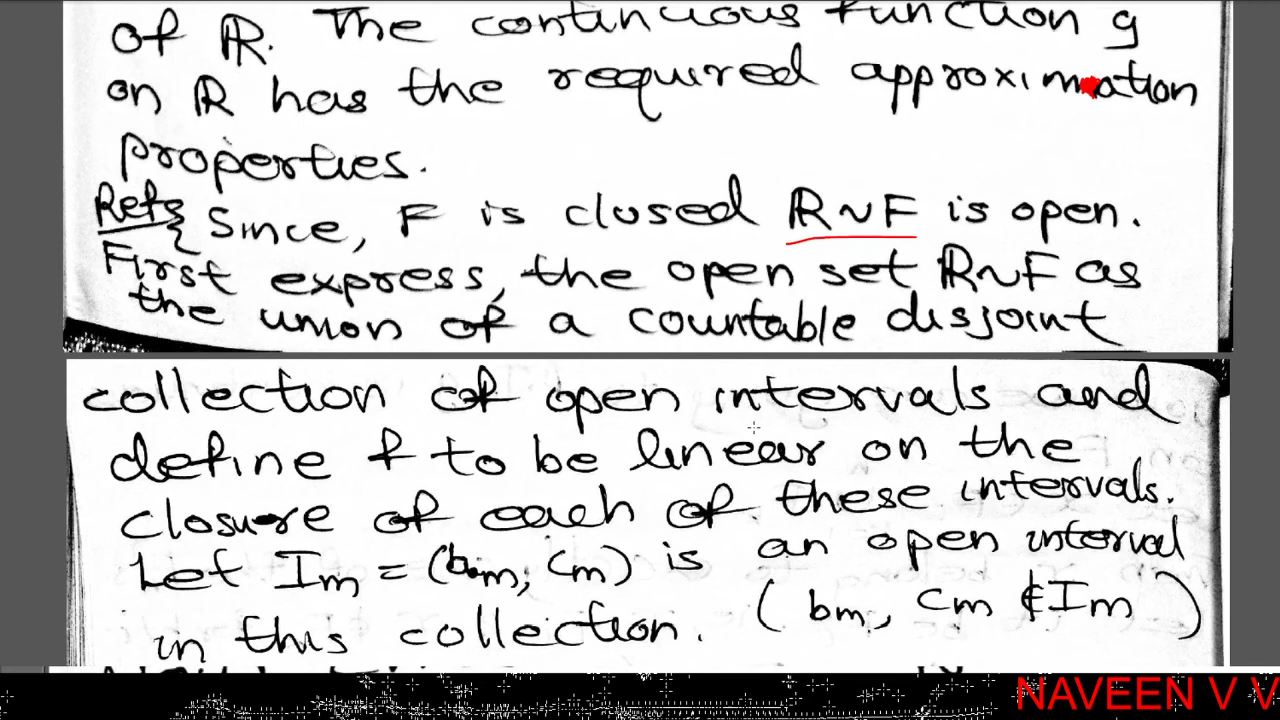 of ℝ. The continuous function g
on ℝ has the required approximation
properties.
Refs { Since, F is closed ℝ~F is open.
First express, the open set ℝ~F as
the union of a countable disjoint
collection of open intervals and
define f to be linear on the
closure of each of these intervals.
Let Im = (bm, Cm) is an open interval
in this collection. (bm, Cm ∉ Im)
NAVEEN V V